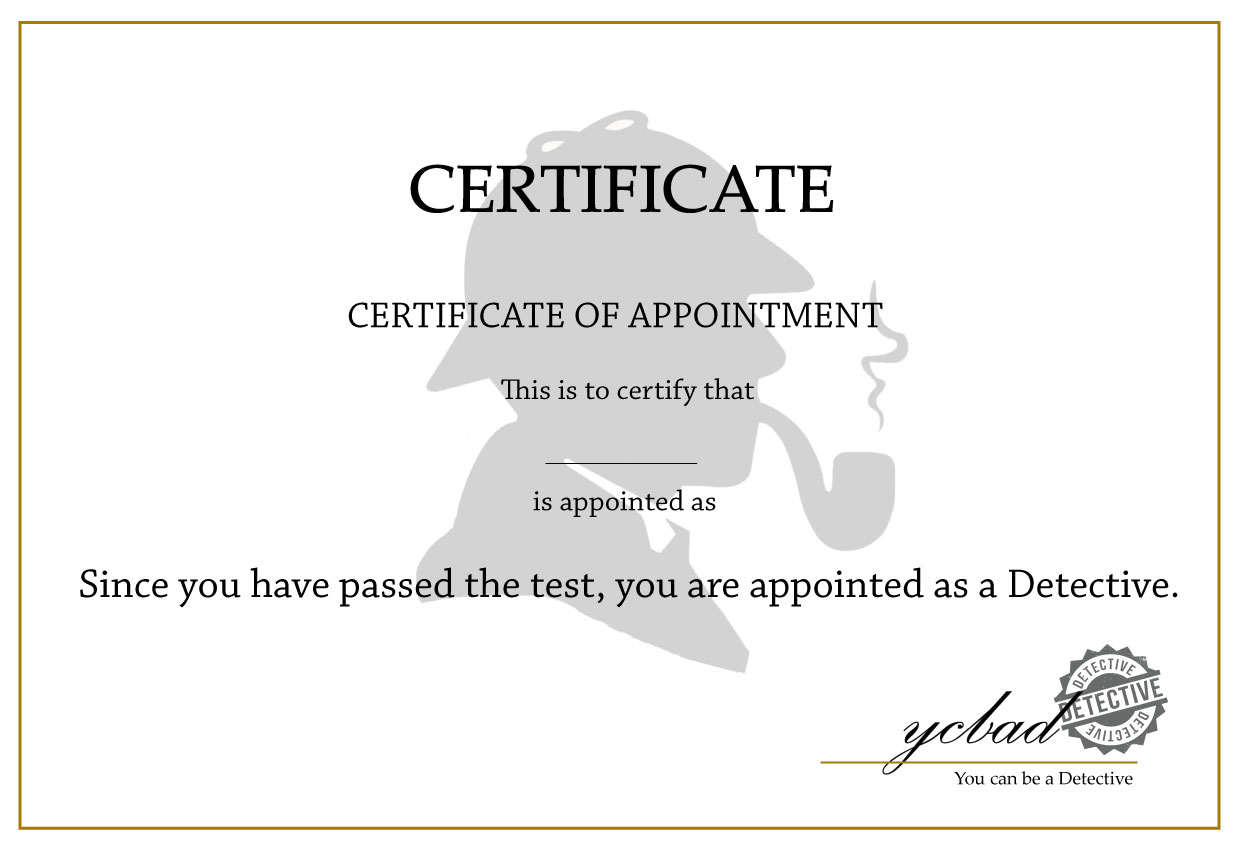 CERTIFICATE
CERTIFICATE OF APPOINTMENT
This is to certify that
is appointed as
Since you have passed the test, you are appointed as a Detective.
DETECTIVE
DETECTIVE
DETECTIVE
ycbad
You can be a Detective